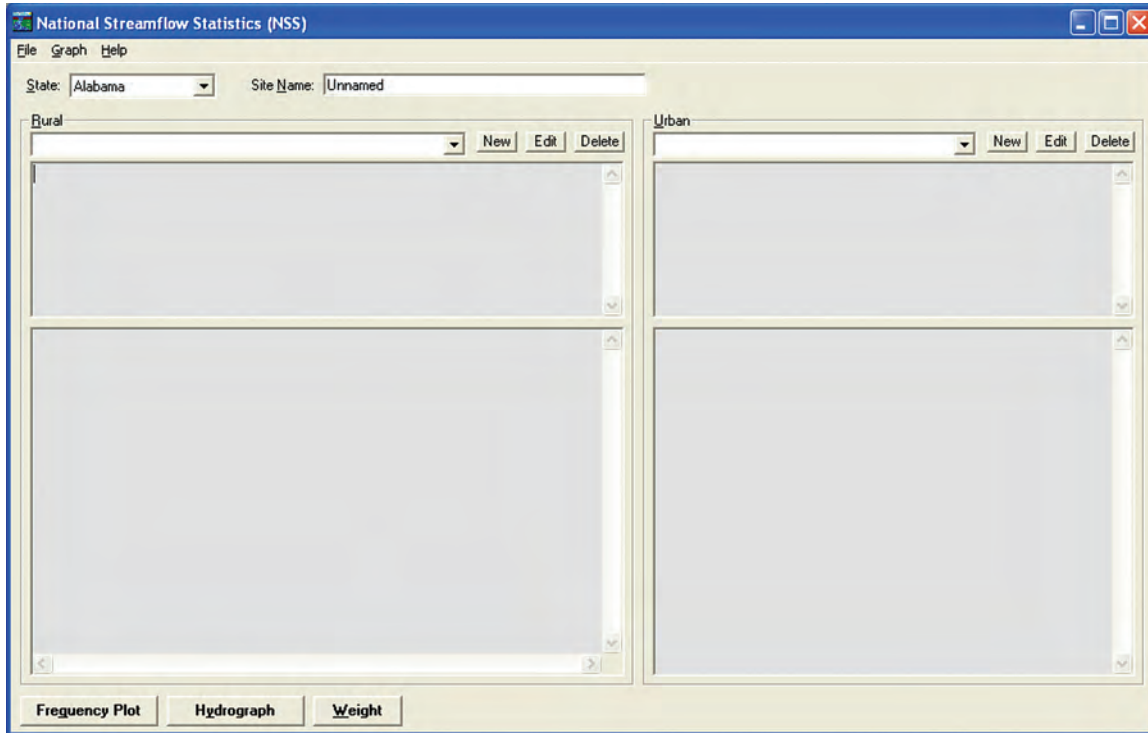 National Streamflow Statistics (NSS)
File Graph Help
State: Alabama Site Name: Unnamed
Rural Urban
New Edit Delete New Edit Delete
Frequency Plot Hydrograph Weight